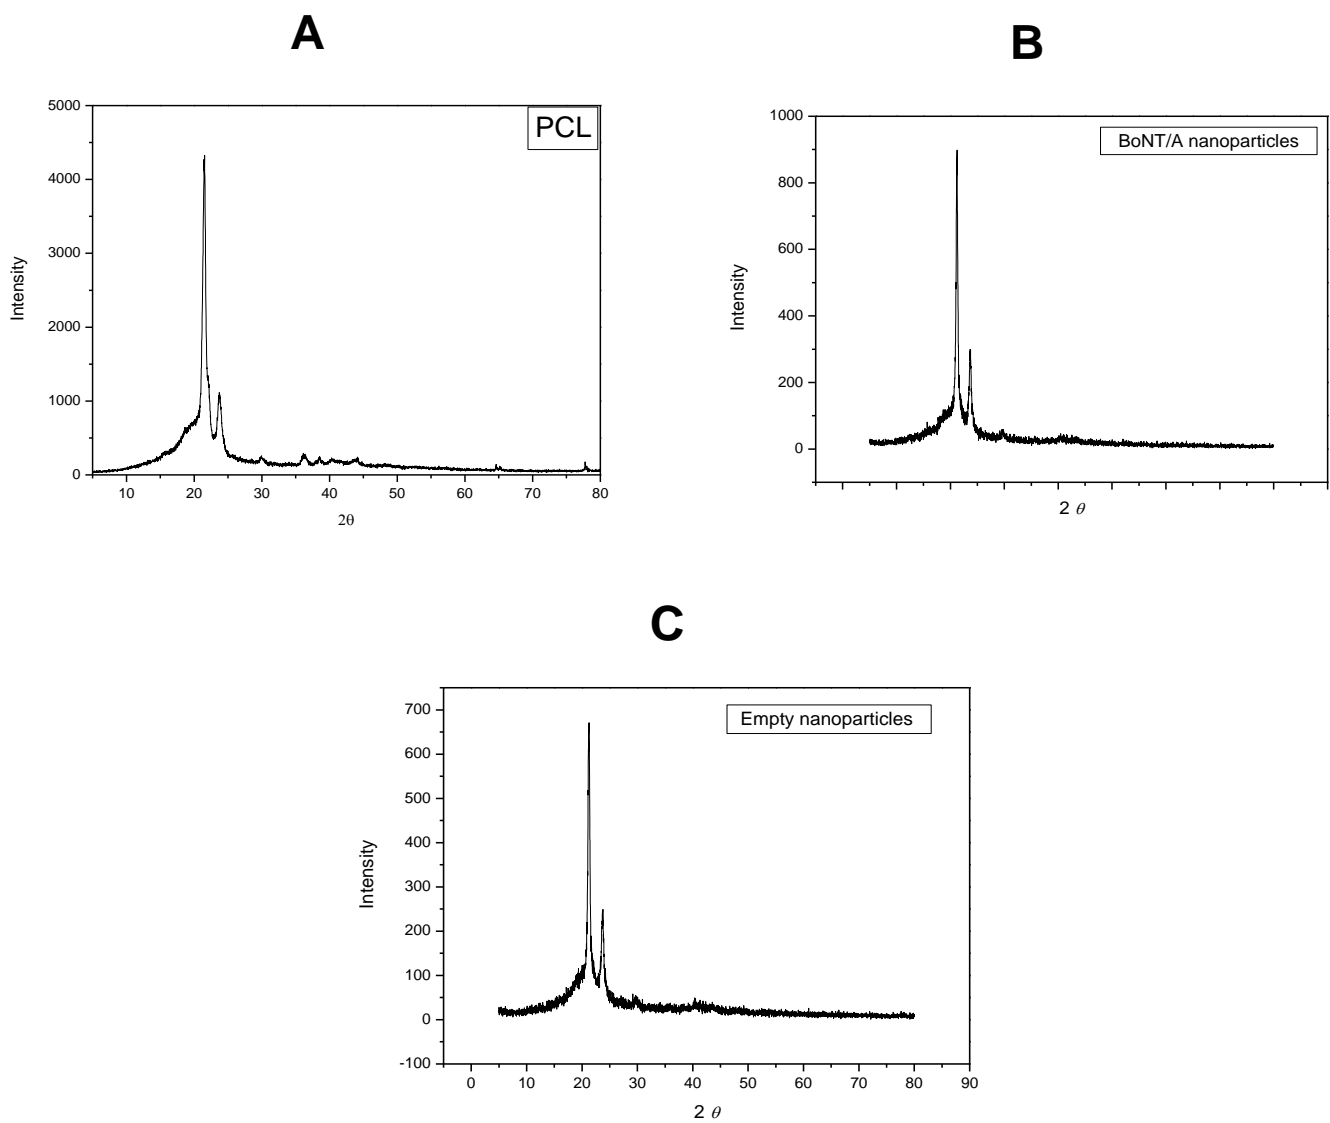 A
B
5000
4000
3000
2000
1000
0
Intensity
PCL
10 20 30 40 50 60 70 80
2θ
1000
800
600
400
200
0
Intensity
BoNT/A nanoparticles
2 θ
C
700
600
500
400
300
200
100
0
-100
Intensity
Empty nanoparticles
0 10 20 30 40 50 60 70 80 90
2 θ